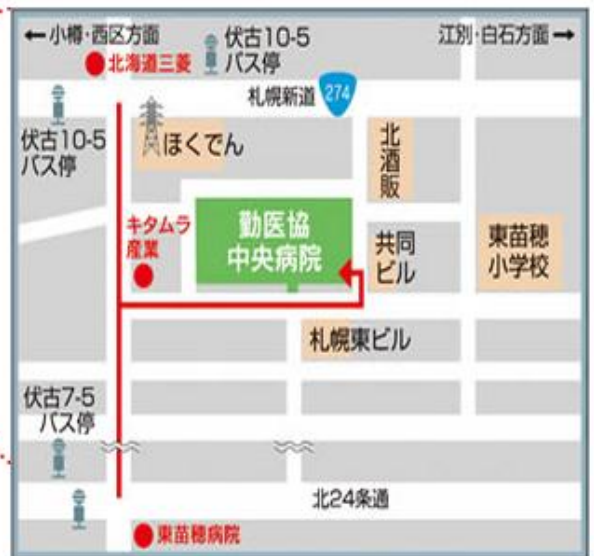 ←小樽・西区方面
伏古10-5
バス停
江別・白石方面→
北海道三菱
札幌新道
274
伏古10-5
バス停
ほくでん
北酒販
キタムラ
産業
勤医協
中央病院
共同
ビル
東苗穂
小学校
札幌東ビル
伏古7-5
バス停
北24条通
東苗穂病院